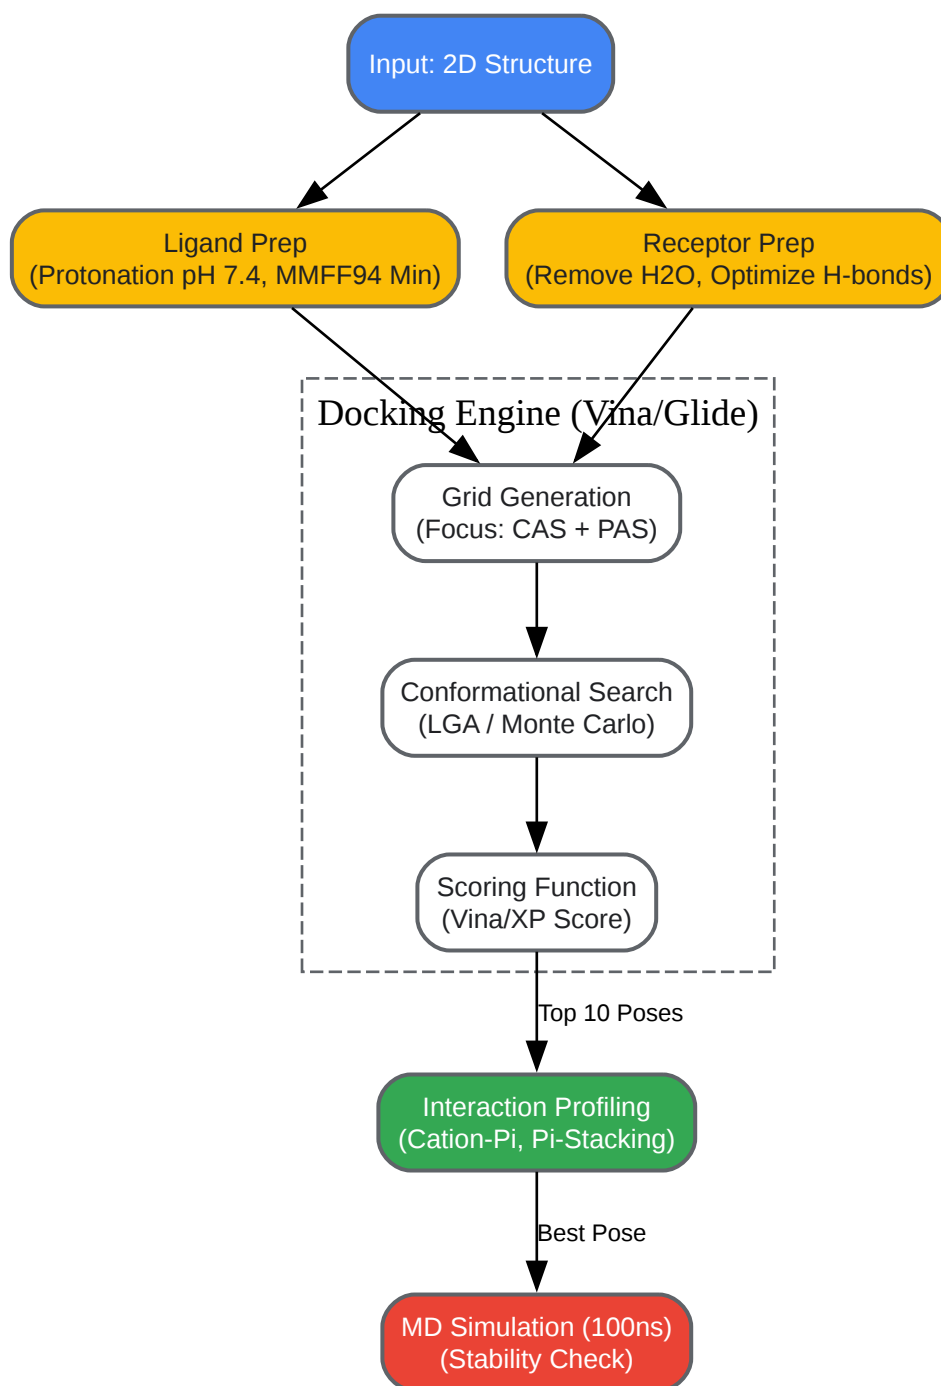 Input: 2D Structure
Ligand Prep
(Protonation pH 7.4, MMFF94 Min)
Receptor Prep
(Remove H2O, Optimize H-bonds)
Docking Engine (Vina/Glide)
Grid Generation
(Focus: CAS + PAS)
Conformational Search
(LGA / Monte Carlo)
Scoring Function
(Vina/XP Score)
Top 10 Poses
Interaction Profiling
(Cation-Pi, Pi-Stacking)
Best Pose
MD Simulation (100ns)
(Stability Check)